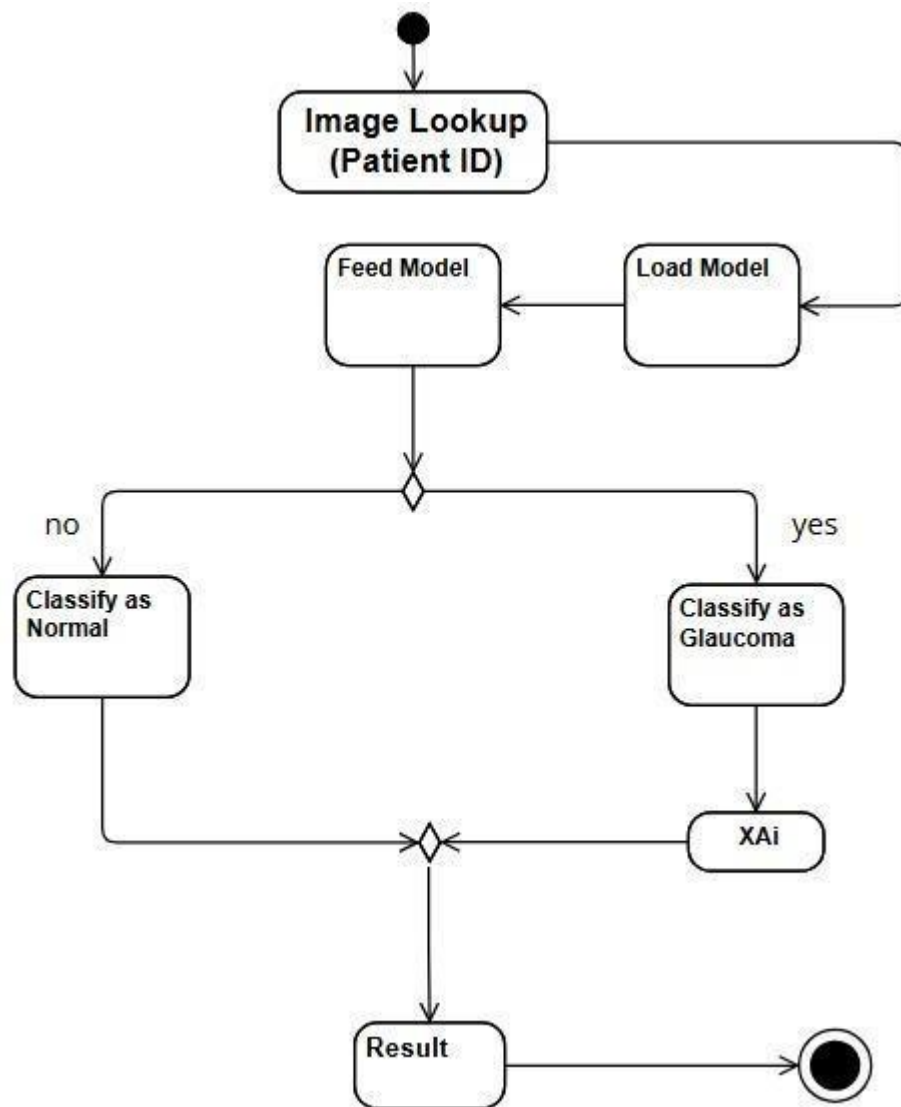 Image Lookup
(Patient ID)
Feed Model
Load Model
no
yes
Classify as
Normal
Classify as
Glaucoma
XAi
Result